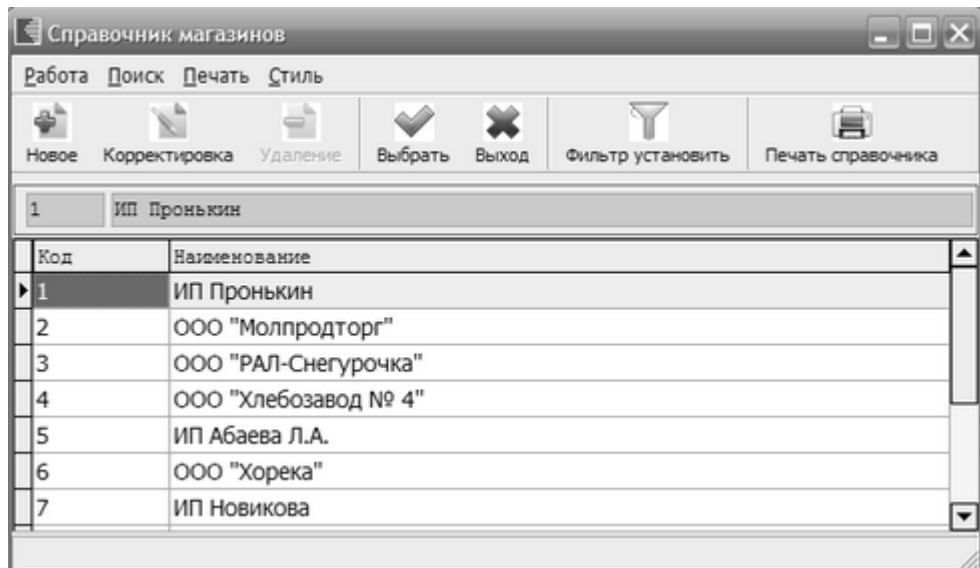 Справочник магазинов
Работа Поиск Печать Стиль
Новое Корректировка Удаление Выбрать Выход Фильтр установить Печать справочника
1 ИП Пронькин
Код Наименование
1 ИП Пронькин
2 ООО "Молпродторг"
3 ООО "РАЛ-Снегурочка"
4 ООО "Хлебозавод № 4"
5 ИП Абаева Л.А.
6 ООО "Хорека"
7 ИП Новикова